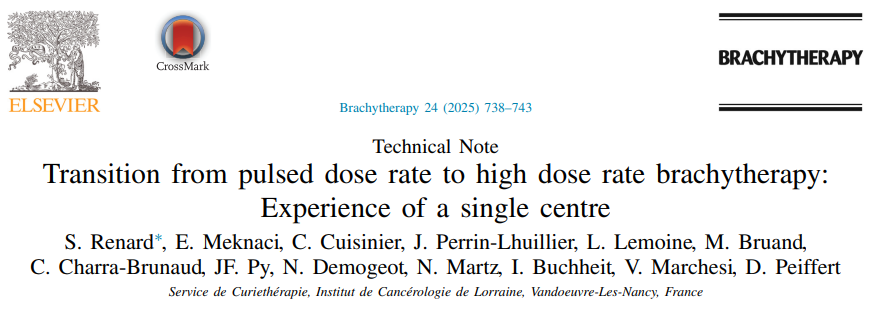 CrossMark
ELSEVIER
BRACHYTHERAPY
Brachytherapy 24 (2025) 738–743
Technical Note
Transition from pulsed dose rate to high dose rate brachytherapy:
Experience of a single centre
S. Renard*, E. Meknaci, C. Cuisinier, J. Perrin-Lhuillier, L. Lemoine, M. Bruand,
C. Charra-Brunaud, JF. Py, N. Demogeot, N. Martz, I. Buchheit, V. Marchesi, D. Peiffert
Service de Curiethérapie, Institut de Cancérologie de Lorraine, Vandoeuvre-Les-Nancy, France